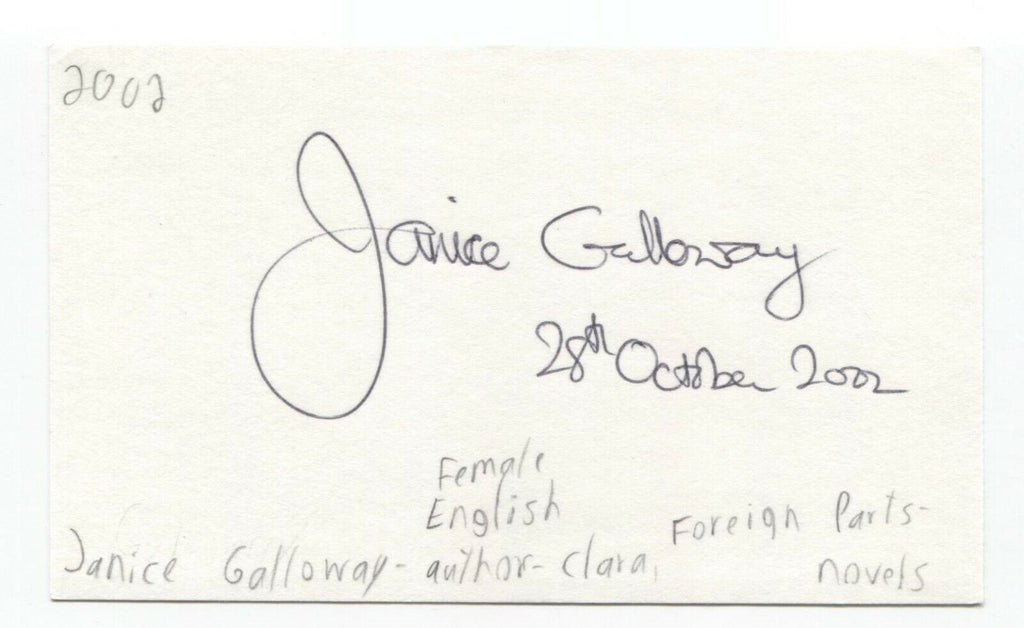 2002
Janice Galloway
28th October 2002
Female
English
Foreign Parts-
Janice Galloway - author - clara, novels